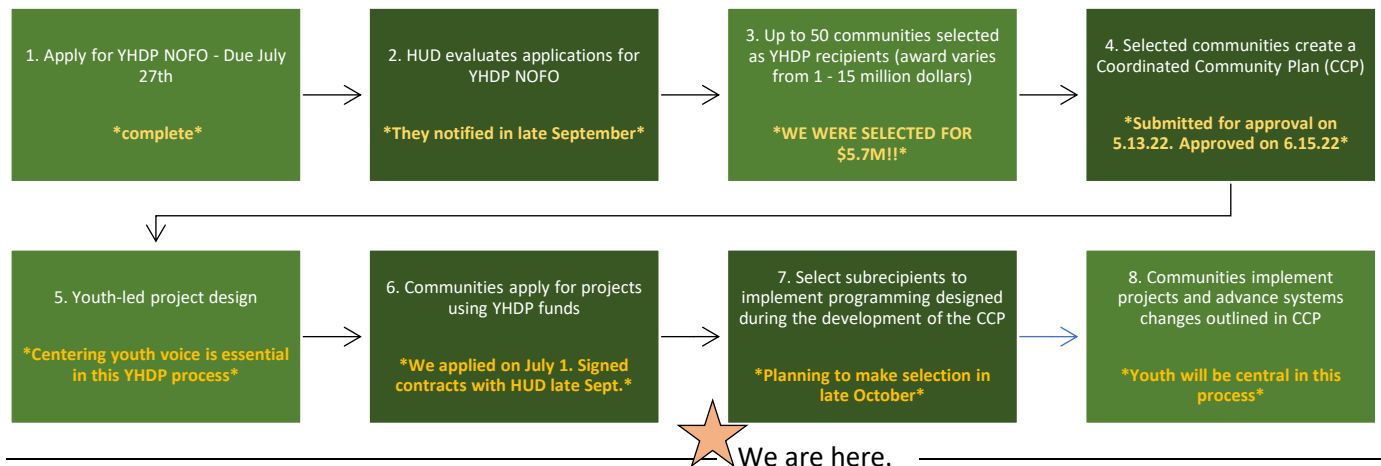 1. Apply for YHDP NOFO - Due July
27th
*complete*
2. HUD evaluates applications for
YHDP NOFO
*They notified in late September*
3. Up to 50 communities selected
as YHDP recipients (award varies
from 1 - 15 million dollars)
*WE WERE SELECTED FOR
$5.7M!!*
4. Selected communities create a
Coordinated Community Plan (CCP)
*Submitted for approval on
5.13.22. Approved on 6.15.22*
5. Youth-led project design
*Centering youth voice is essential
in this YHDP process*
6. Communities apply for projects
using YHDP funds
*We applied on July 1. Signed
contracts with HUD late Sept.*
7. Select subrecipients to
implement programming designed
during the development of the CCP
*Planning to make selection in
late October*
8. Communities implement
projects and advance systems
changes outlined in CCP
*Youth will be central in this
process*
We are here.